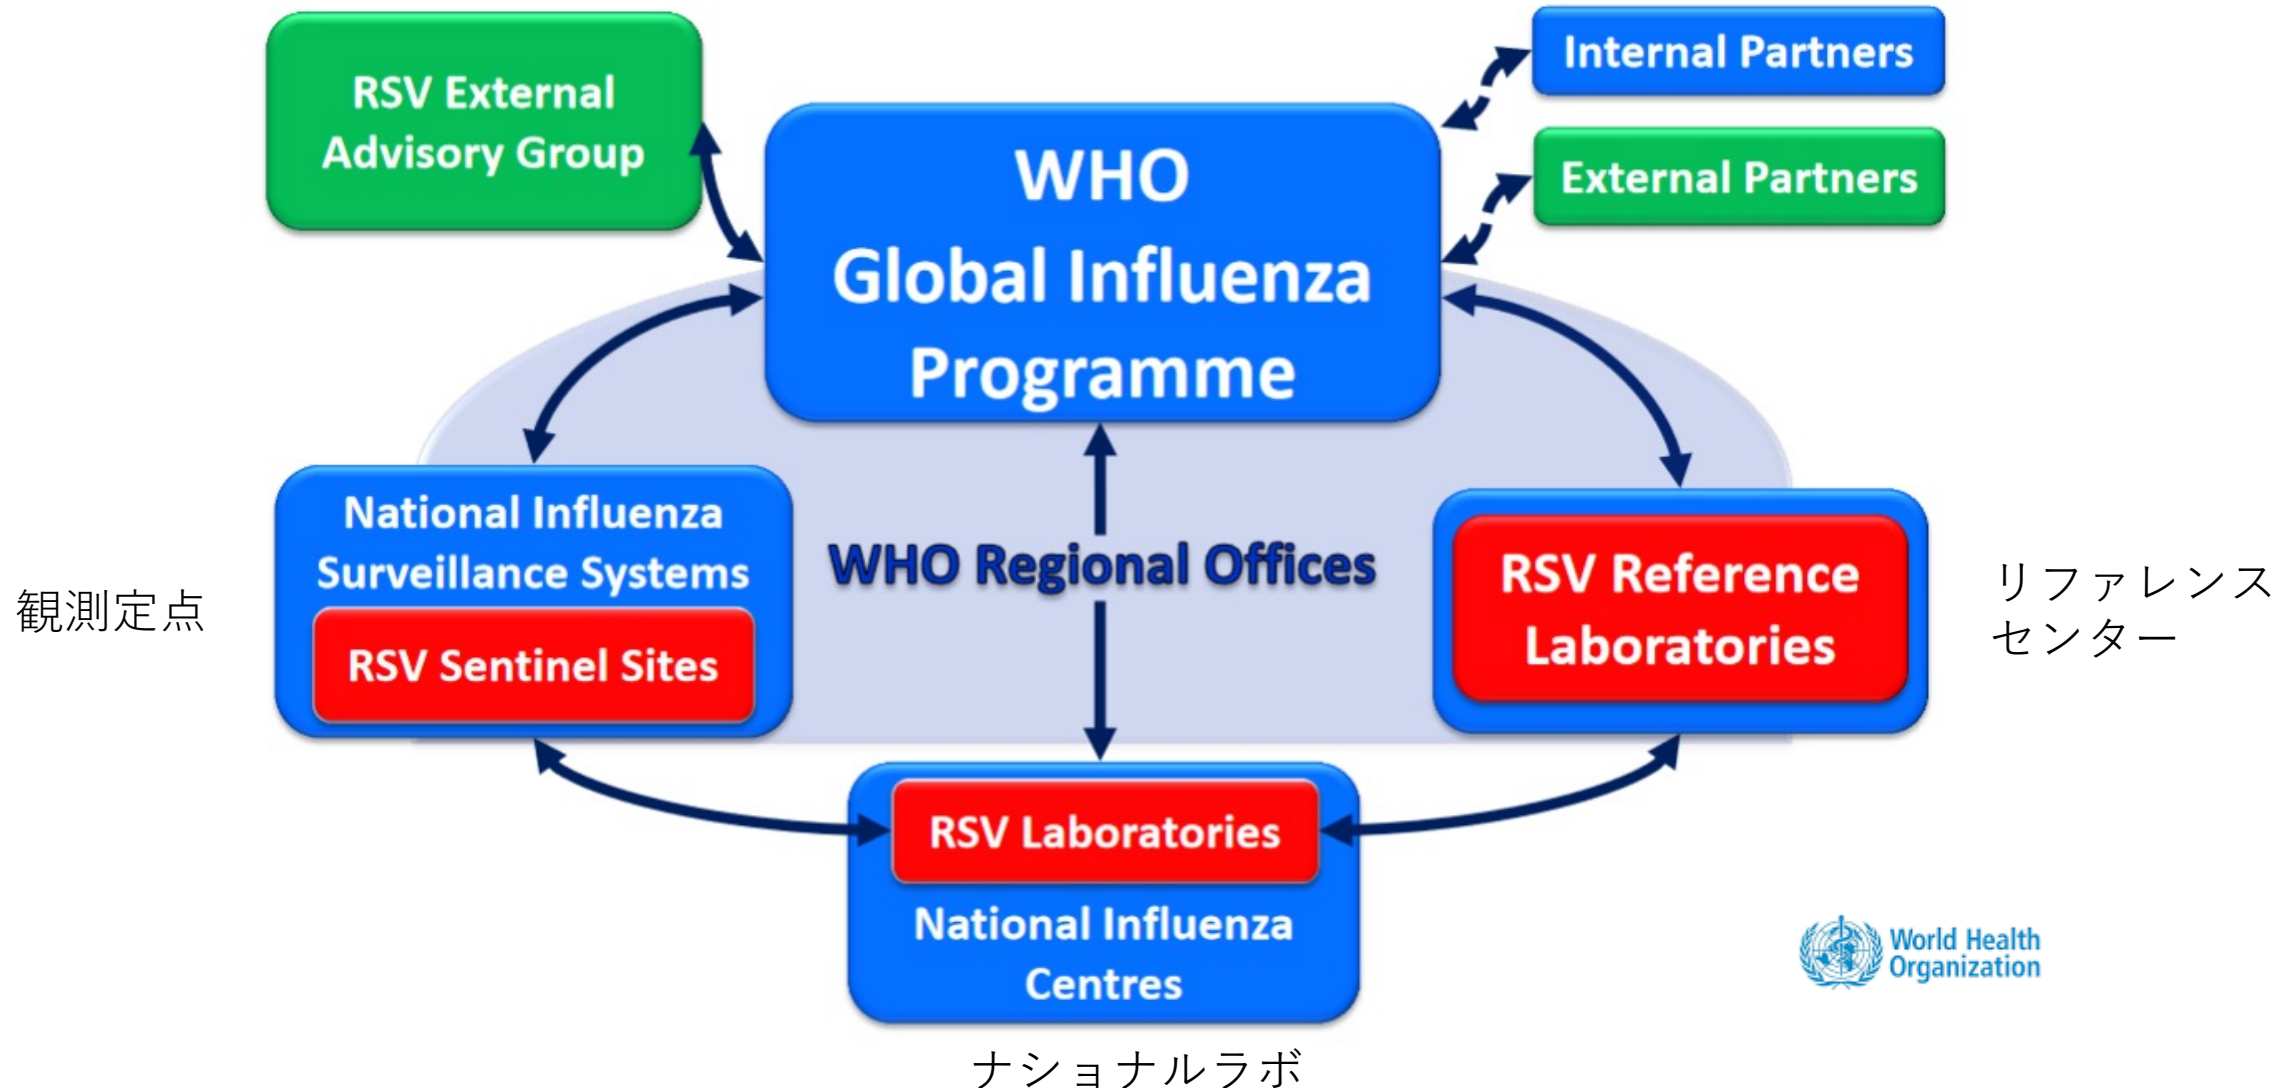 RSV External
Advisory Group
Internal Partners
External Partners
WHO
Global Influenza
Programme
National Influenza
Surveillance Systems
RSV Sentinel Sites
観測定点
WHO Regional Offices
RSV Reference
Laboratories
リファレンス
センター
RSV Laboratories
National Influenza
Centres
ナショナルラボ
World Health
Organization